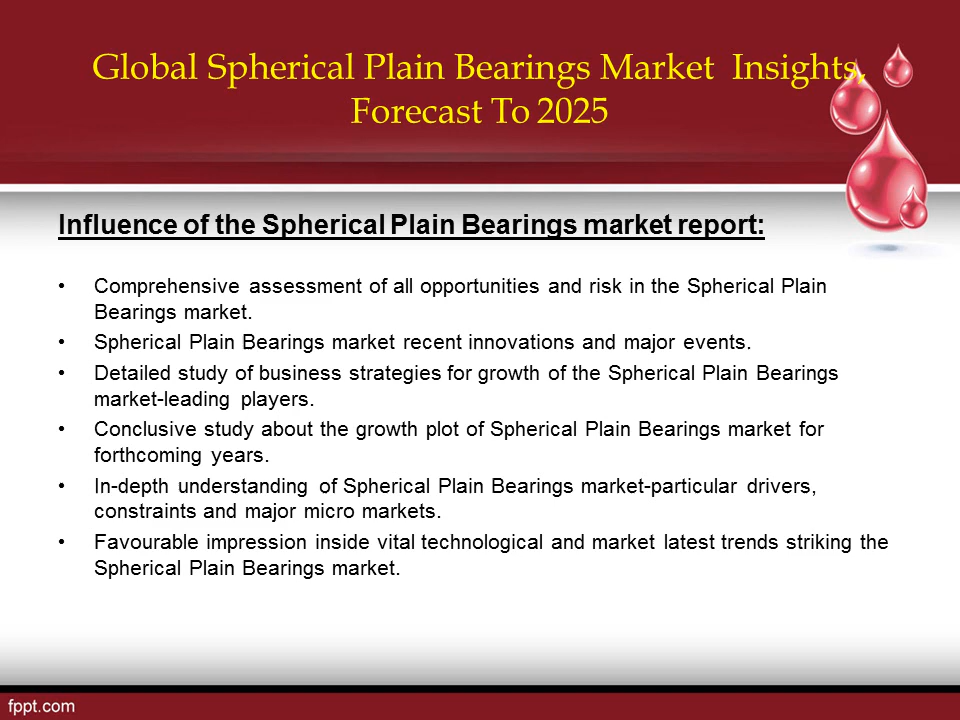 Global Spherical Plain Bearings Market Insights,
Forecast To 2025
Influence of the Spherical Plain Bearings market report:
• Comprehensive assessment of all opportunities and risk in the Spherical Plain
Bearings market.
• Spherical Plain Bearings market recent innovations and major events.
• Detailed study of business strategies for growth of the Spherical Plain Bearings
market-leading players.
• Conclusive study about the growth plot of Spherical Plain Bearings market for
forthcoming years.
• In-depth understanding of Spherical Plain Bearings market-particular drivers,
constraints and major micro markets.
• Favourable impression inside vital technological and market latest trends striking the
Spherical Plain Bearings market.
fppt.com